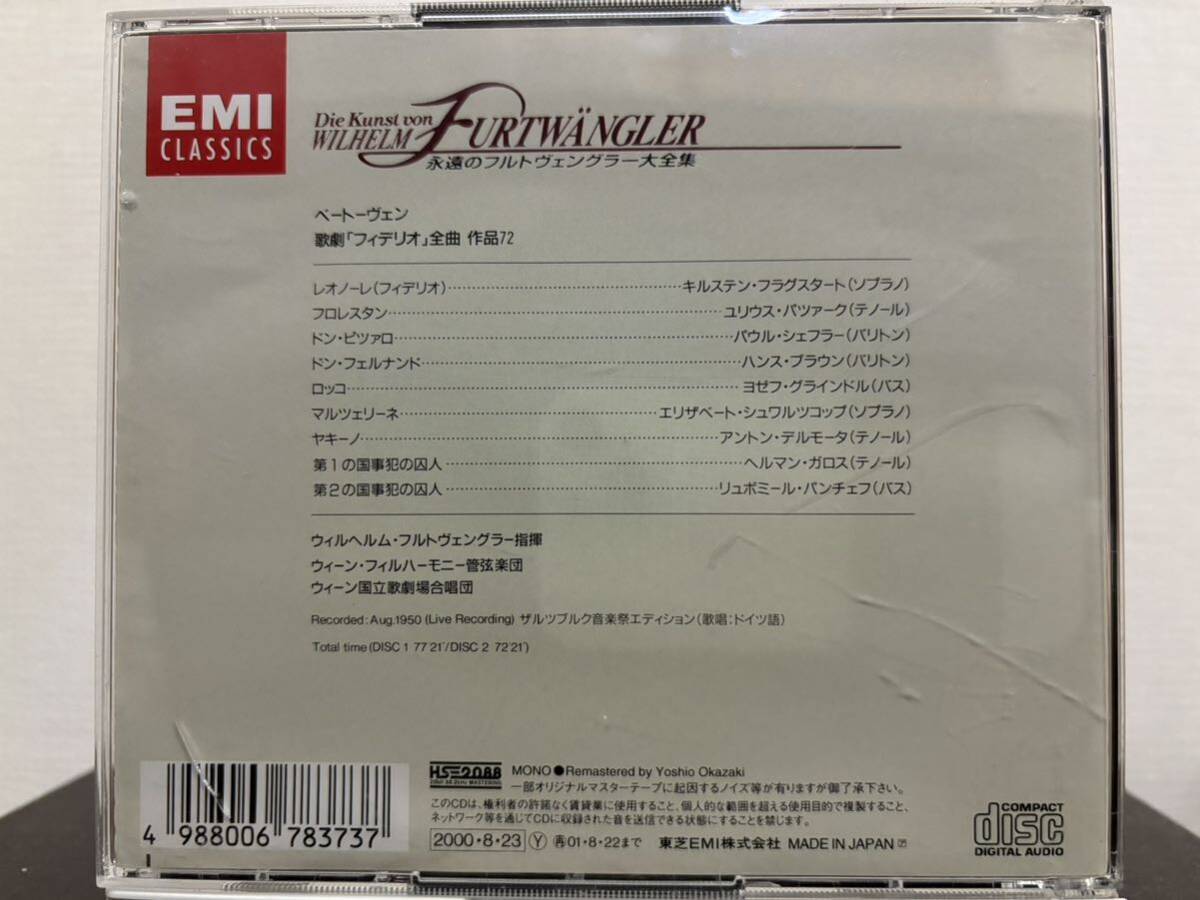 EMI
CLASSICS
Die Kunst von
WILHELM FURTWÄNGLER
永遠のフルトヴェングラー大全集
ベートーヴェン
歌劇「フィデリオ」全曲 作品72
レオノーレ(フィデリオ)……キルステン・フラグスタート(ソプラノ)
フロレスタン……ユリウス・パツァーク(テノール)
ドン・ピツァロ……パウル・シェフラー(バリトン)
ドン・フェルナンド……ハンス・ブラウン(バリトン)
ロッコ……ヨゼフ・グラインドル(バス)
マルツェリーネ……エリザベート・シュワルツコップ(ソプラノ)
ヤキーノ……アントン・デルモータ(テノール)
第1の国事犯の囚人……ヘルマン・ガロス(テノール)
第2の国事犯の囚人……リュボミール・パンチェフ(バス)
ウィルヘルム・フルトヴェングラー指揮
ウィーン・フィルハーモニー管弦楽団
ウィーン国立歌劇場合唱団
Recorded: Aug.1950 (Live Recording) ザルツブルク音楽祭エディション(歌唱:ドイツ語)
Total time (DISC 1 77'21"/DISC 2 72'21")
HS2088 MONO●Remastered by Yoshio Okazaki
一部オリジナルマスターテープに起因するノイズ等が有りますが御了承下さい。
このCDは、権利者の許諾なく賃貸業に使用すること、個人的な範囲を超える使用目的で複製すること、
ネットワーク等を通じてCDに収録された音を送信できる状態にすることを禁じます。
4 988006 783737
2000・8・23 Ⓨ 再01・8・22まで 東芝EMI株式会社 MADE IN JAPAN
COMPACT
disc
DIGITAL AUDIO